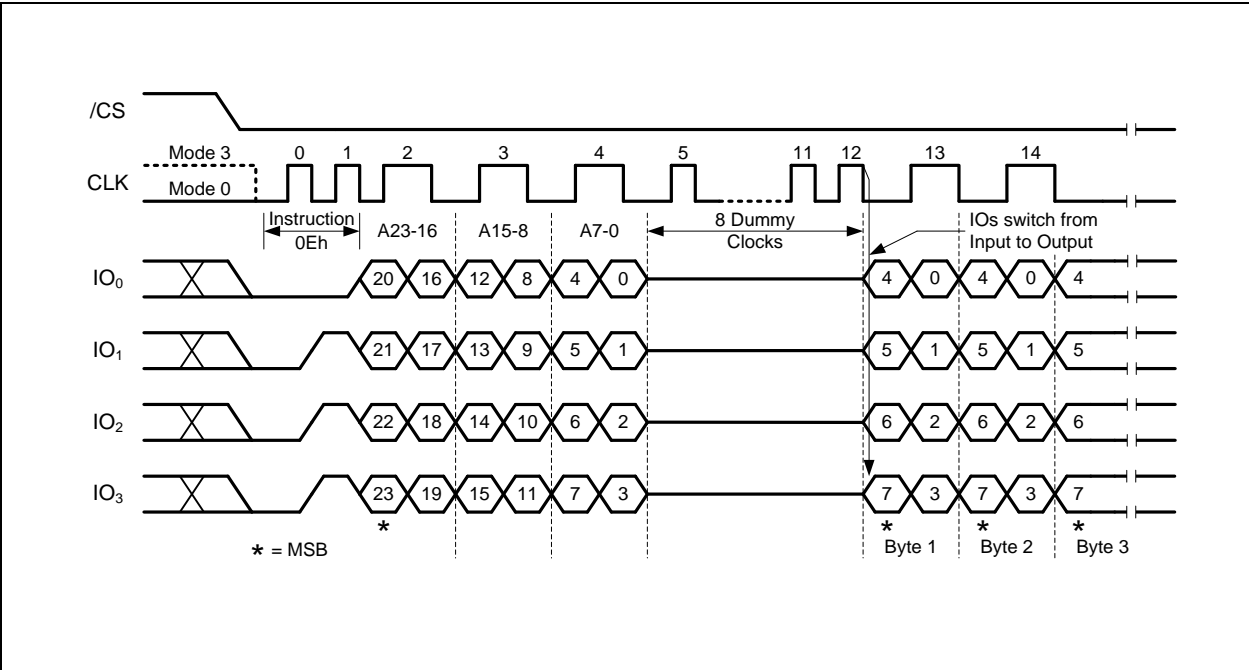 /CS
Mode 3 0 1 2 3 4 5 11 12 13 14
CLK Mode 0
Instruction 0Eh A23-16 A15-8 A7-0 8 Dummy Clocks IOs switch from Input to Output
IO₀ 20 16 12 8 4 0 4 0 4 0 4
IO₁ 21 17 13 9 5 1 5 1 5 1 5
IO₂ 22 18 14 10 6 2 6 2 6 2 6
IO₃ 23 19 15 11 7 3 7 3 7 3 7
* * * *
* = MSB Byte 1 Byte 2 Byte 3